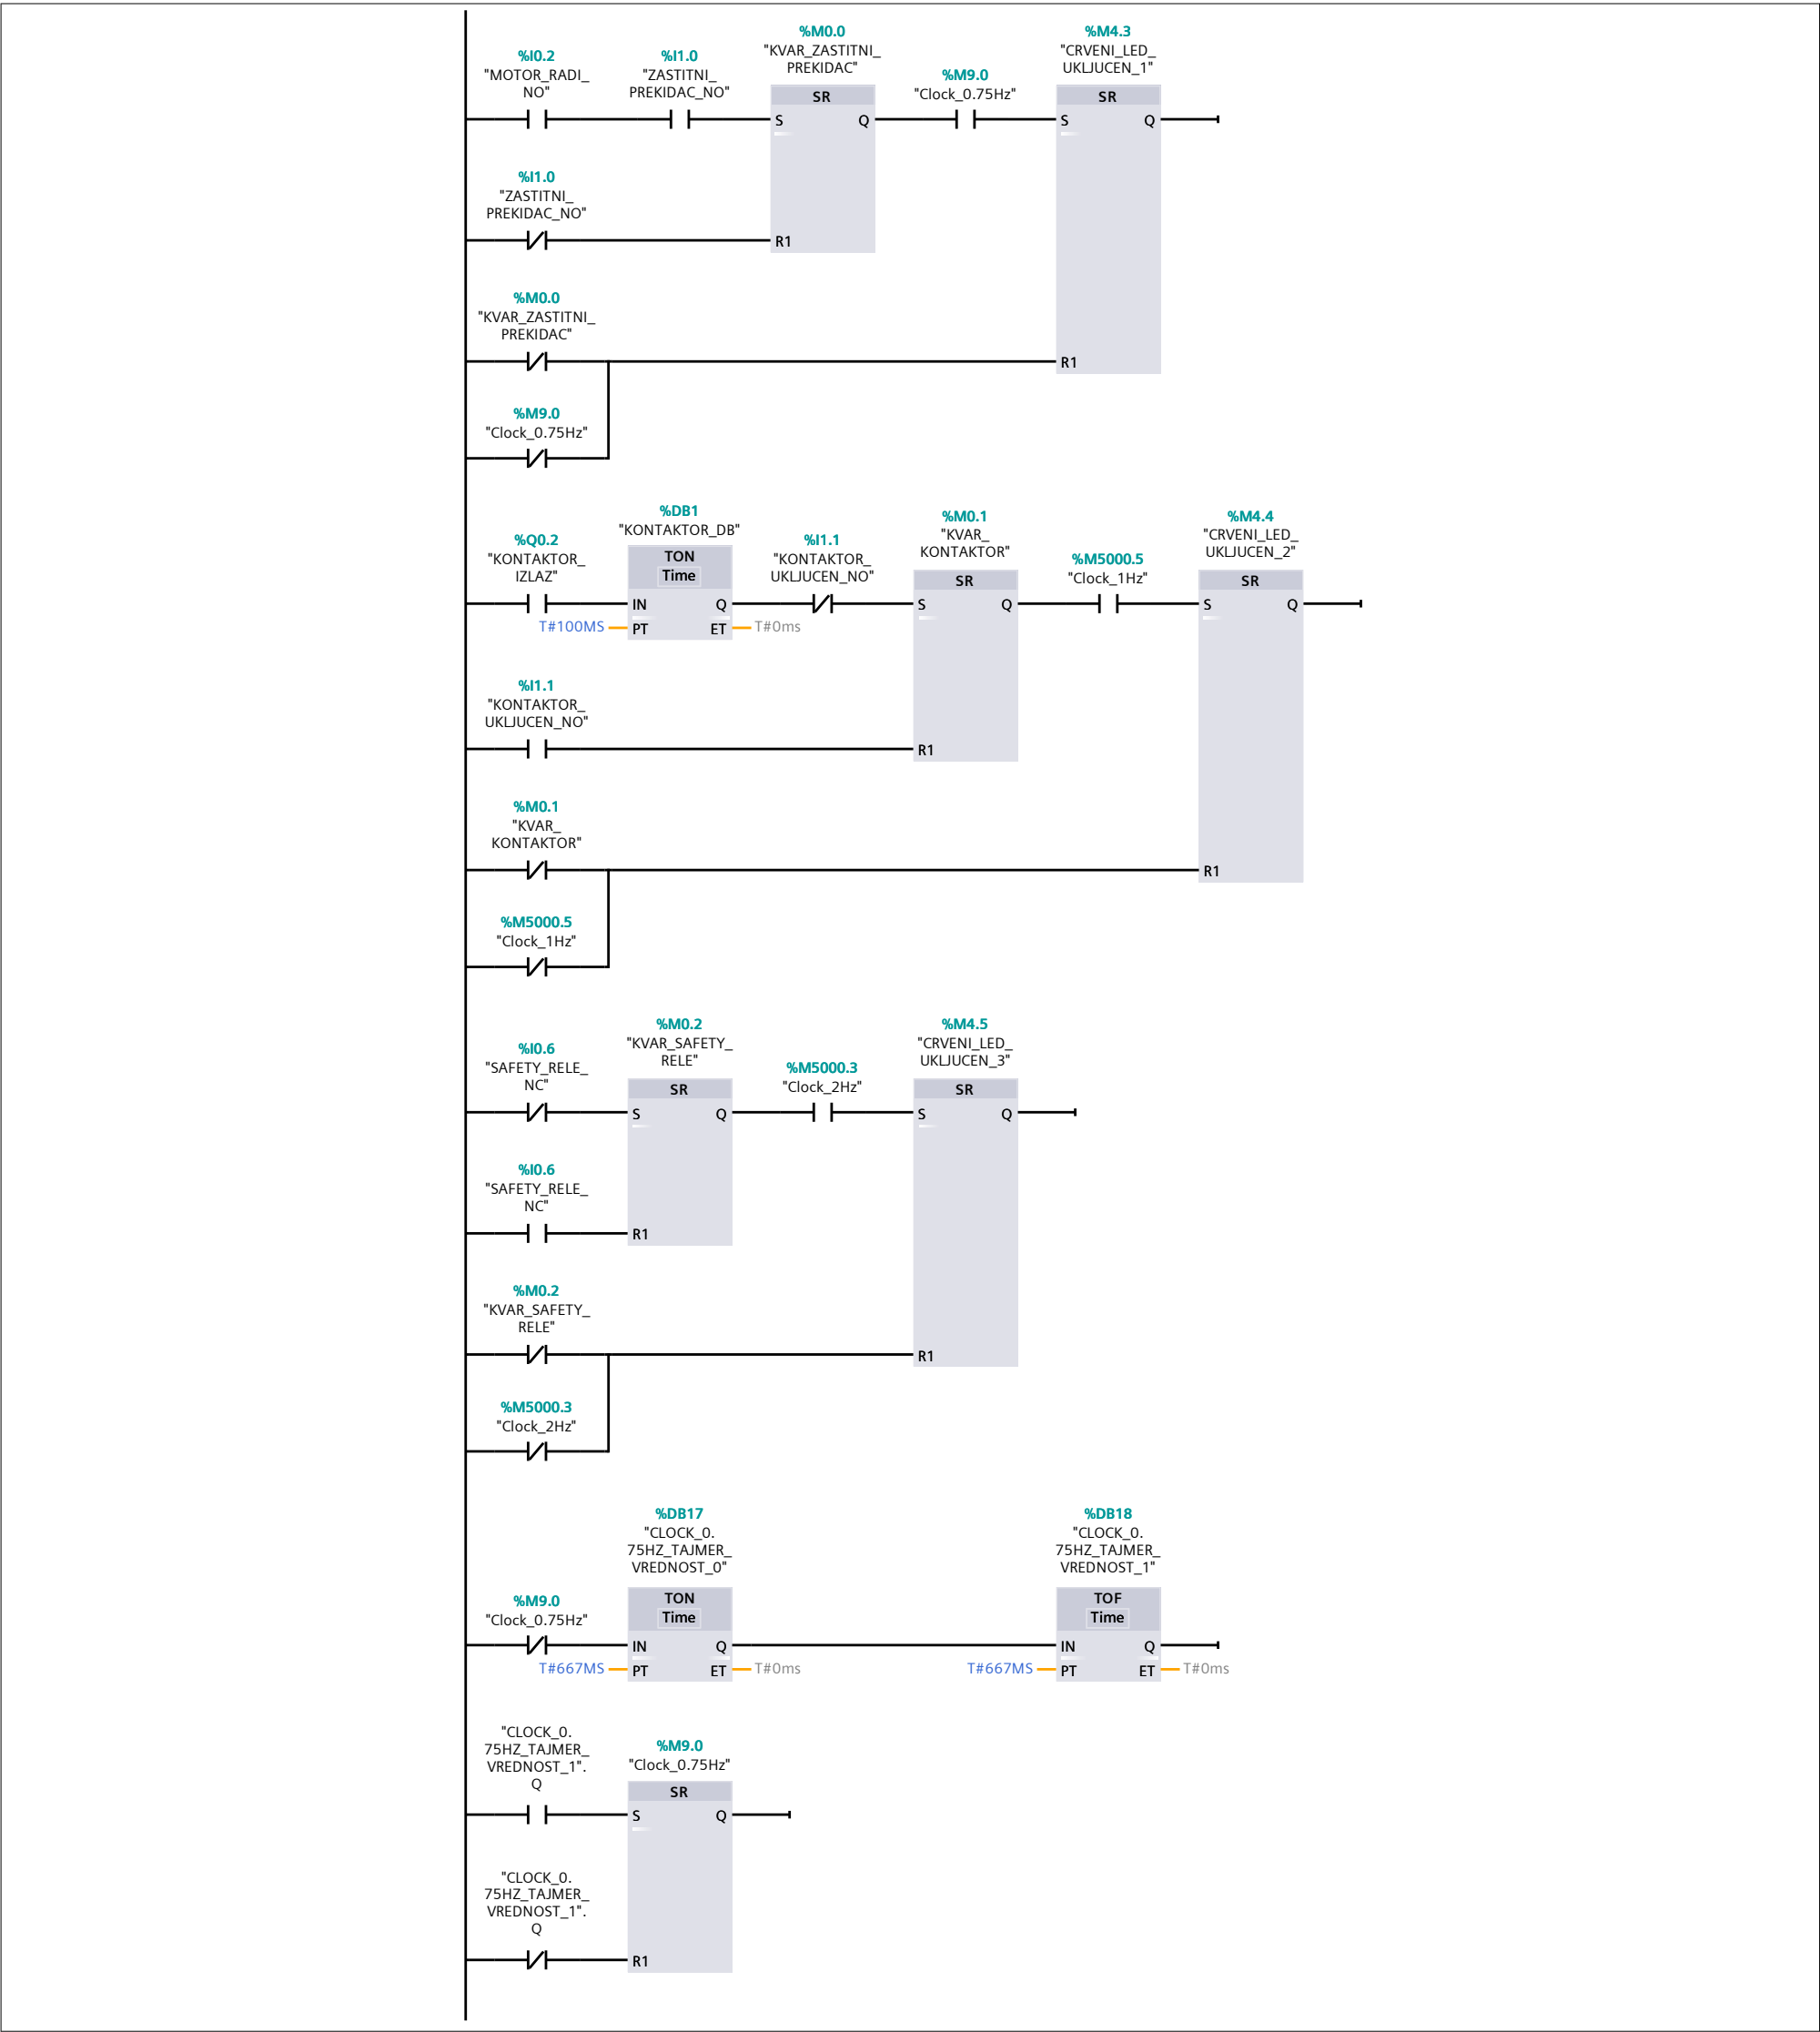 %M0.0
"KVAR_ZASTITNI_
PREKIDAC"
%M4.3
"CRVENI_LED_
UKLJUCEN_1"
%I0.2
"MOTOR_RADI_
NO"
%I1.0
"ZASTITNI_
PREKIDAC_NO"
%M9.0
"Clock_0.75Hz"
SR
SR
S Q
S Q
%I1.0
"ZASTITNI_
PREKIDAC_NO"
R1
%M0.0
"KVAR_ZASTITNI_
PREKIDAC"
R1
%M9.0
"Clock_0.75Hz"
%DB1
"KONTAKTOR_DB"
%M0.1
"KVAR_
KONTAKTOR"
%M4.4
"CRVENI_LED_
UKLJUCEN_2"
%Q0.2
"KONTAKTOR_
IZLAZ"
TON
Time
%I1.1
"KONTAKTOR_
UKLJUCEN_NO"
%M5000.5
"Clock_1Hz"
SR
SR
IN Q
S Q
S Q
T#100MS PT ET T#0ms
%I1.1
"KONTAKTOR_
UKLJUCEN_NO"
R1
%M0.1
"KVAR_
KONTAKTOR"
R1
%M5000.5
"Clock_1Hz"
%M0.2
"KVAR_SAFETY_
RELE"
%M4.5
"CRVENI_LED_
UKLJUCEN_3"
%I0.6
"SAFETY_RELE_
NC"
%M5000.3
"Clock_2Hz"
SR
SR
S Q
S Q
%I0.6
"SAFETY_RELE_
NC"
R1
%M0.2
"KVAR_SAFETY_
RELE"
R1
%M5000.3
"Clock_2Hz"
%DB17
"CLOCK_0.
75HZ_TAJMER_
VREDNOST_0"
%DB18
"CLOCK_0.
75HZ_TAJMER_
VREDNOST_1"
%M9.0
"Clock_0.75Hz"
TON
Time
TOF
Time
IN Q
IN Q
T#667MS PT ET T#0ms
T#667MS PT ET T#0ms
"CLOCK_0.
75HZ_TAJMER_
VREDNOST_1".
Q
%M9.0
"Clock_0.75Hz"
SR
S Q
"CLOCK_0.
75HZ_TAJMER_
VREDNOST_1".
Q
R1